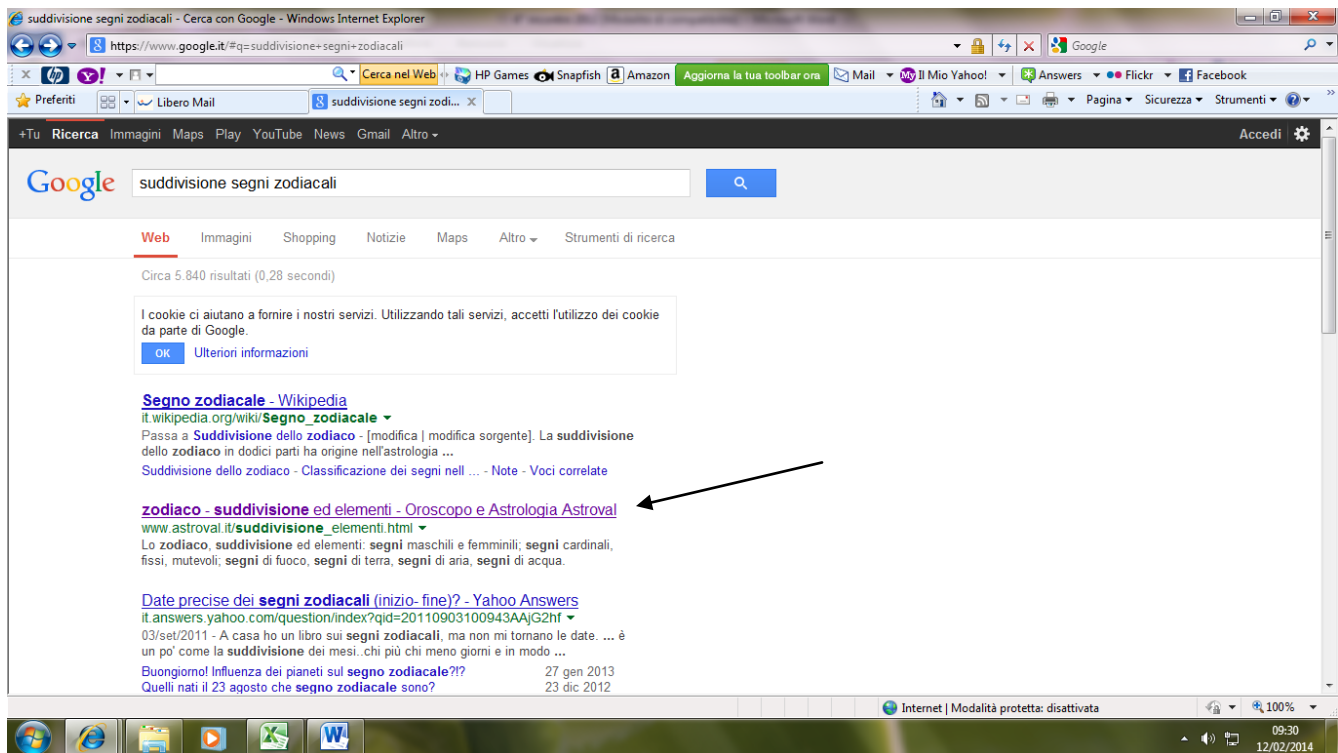 suddivisione segni zodiacali - Cerca con Google - Windows Internet Explorer
https://www.google.it/#q=suddivisione+segni+zodiacali
Google
Cerca nel Web
HP Games
Snapfish
Amazon
Aggiorna la tua toolbar ora
Mail
Il Mio Yahoo!
Answers
Flickr
Facebook
Preferiti
Libero Mail
suddivisione segni zodi...
Pagina
Sicurezza
Strumenti
+Tu Ricerca Immagini Maps Play YouTube News Gmail Altro
Accedi
Google
suddivisione segni zodiacali
Web Immagini Shopping Notizie Maps Altro Strumenti di ricerca
Circa 5.840 risultati (0,28 secondi)
I cookie ci aiutano a fornire i nostri servizi. Utilizzando tali servizi, accetti l'utilizzo dei cookie
da parte di Google.
OK Ulteriori informazioni
Segno zodiacale - Wikipedia
it.wikipedia.org/wiki/Segno_zodiacale
Passa a Suddivisione dello zodiaco - [modifica | modifica sorgente]. La suddivisione
dello zodiaco in dodici parti ha origine nell'astrologia ...
Suddivisione dello zodiaco - Classificazione dei segni nell ... - Note - Voci correlate
zodiaco - suddivisione ed elementi - Oroscopo e Astrologia Astroval
www.astroval.it/suddivisione_elementi.html
Lo zodiaco, suddivisione ed elementi: segni maschili e femminili; segni cardinali,
fissi, mutevoli; segni di fuoco, segni di terra, segni di aria, segni di acqua.
Date precise dei segni zodiacali (inizio- fine)? - Yahoo Answers
it.answers.yahoo.com/question/index?qid=20110903100943AAjG2hf
03/set/2011 - A casa ho un libro sui segni zodiacali, ma non mi tornano le date. ... è
un po' come la suddivisione dei mesi..chi più chi meno giorni e in modo ...
Buongiorno! Influenza dei pianeti sul segno zodiacale?!? 27 gen 2013
Quelli nati il 23 agosto che segno zodiacale sono? 23 dic 2012
Internet | Modalità protetta: disattivata
100%
09:30
12/02/2014